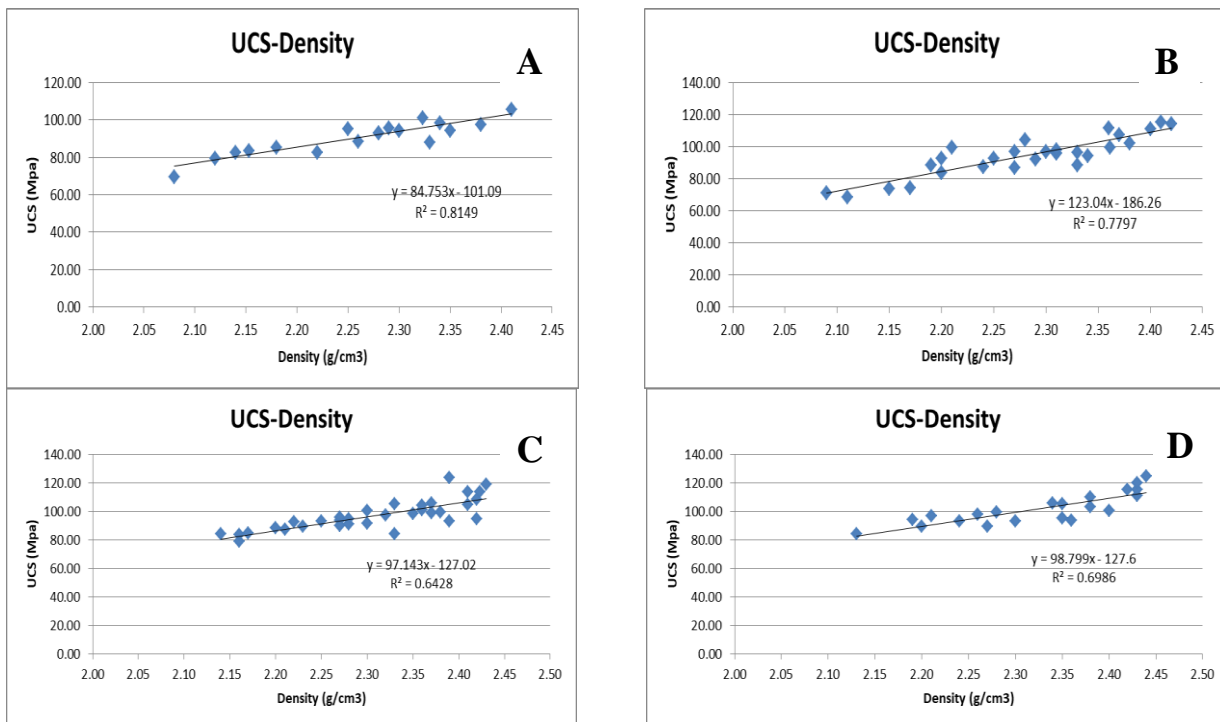 UCS-Density
A
UCS (Mpa)
120.00
100.00
80.00
60.00
40.00
20.00
0.00
y = 84.753x - 101.09
R² = 0.8149
2.00 2.05 2.10 2.15 2.20 2.25 2.30 2.35 2.40 2.45
Density (g/cm3)
UCS-Density
B
UCS (Mpa)
140.00
120.00
100.00
80.00
60.00
40.00
20.00
0.00
y = 123.04x - 186.26
R² = 0.7797
2.00 2.05 2.10 2.15 2.20 2.25 2.30 2.35 2.40 2.45
Density (g/cm3)
UCS-Density
C
UCS (Mpa)
140.00
120.00
100.00
80.00
60.00
40.00
20.00
0.00
y = 97.143x - 127.02
R² = 0.6428
2.00 2.05 2.10 2.15 2.20 2.25 2.30 2.35 2.40 2.45 2.50
Density (g/cm3)
UCS-Density
D
UCS (Mpa)
140.00
120.00
100.00
80.00
60.00
40.00
20.00
0.00
y = 98.799x - 127.6
R² = 0.6986
2.00 2.05 2.10 2.15 2.20 2.25 2.30 2.35 2.40 2.45 2.50
Density (g/cm3)